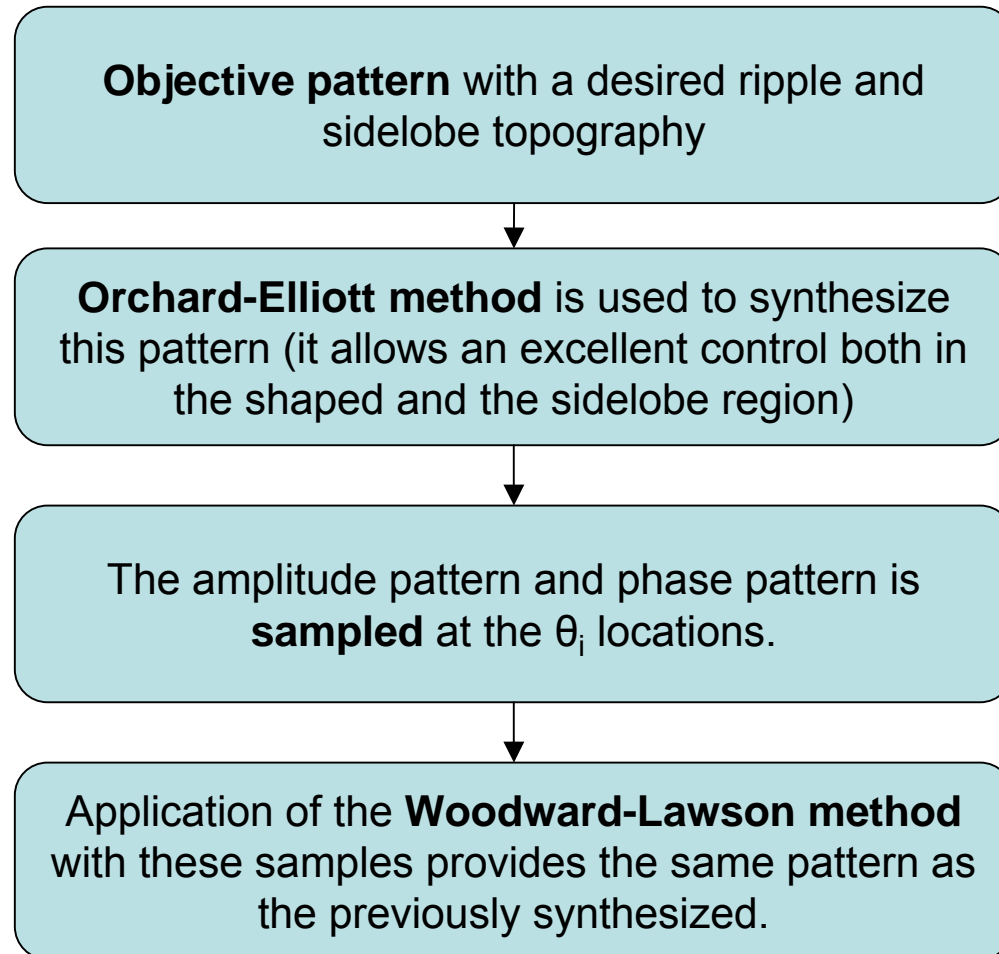 Objective pattern with a desired ripple and
sidelobe topography
Orchard-Elliott method is used to synthesize
this pattern (it allows an excellent control both in
the shaped and the sidelobe region)
The amplitude pattern and phase pattern is
sampled at the θi locations.
Application of the Woodward-Lawson method
with these samples provides the same pattern as
the previously synthesized.